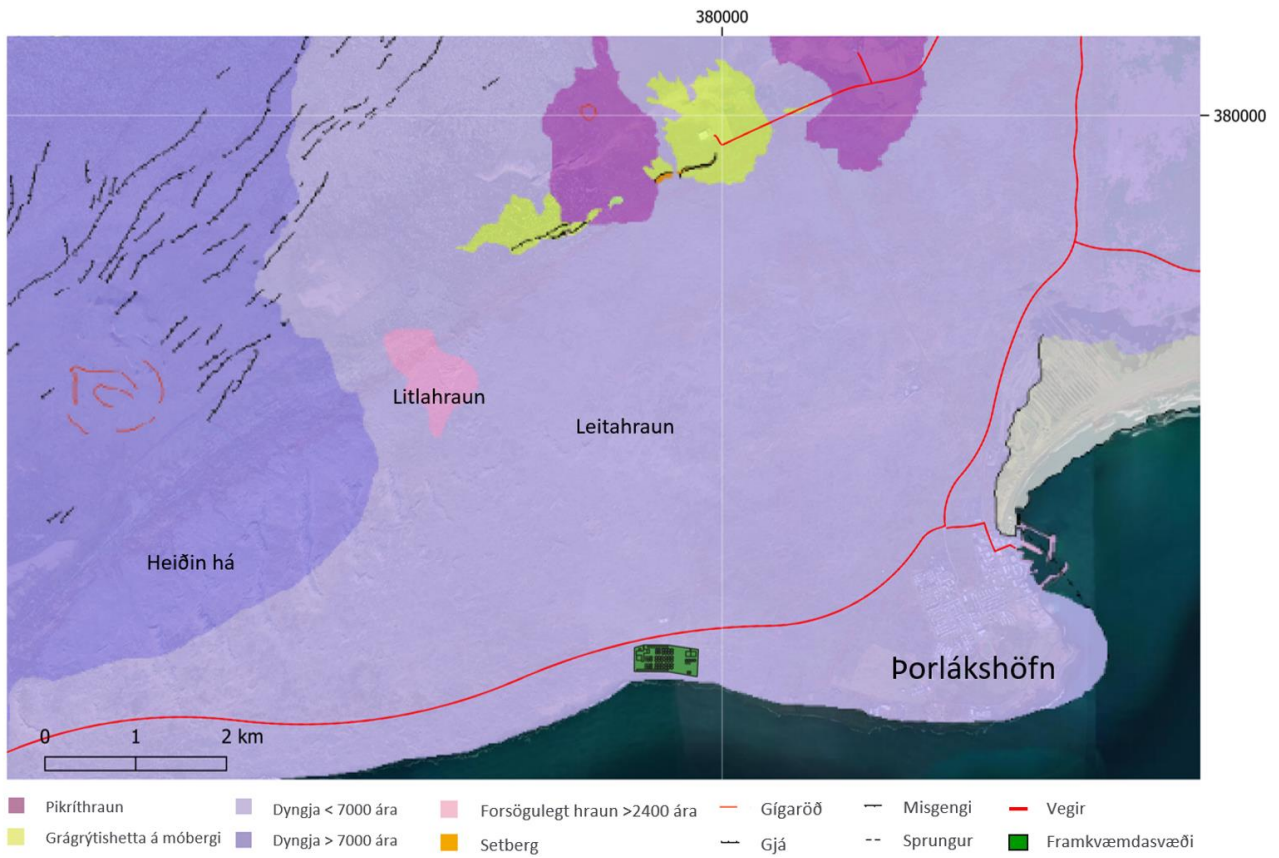 380000
380000
Litlahraun
Leitahraun
Heiðin há
Þorlákshöfn
0 1 2 km
Pikríthraun
Dyngja < 7000 ára
Forsögulegt hraun >2400 ára
Gígaröð
Misgengi
Vegir
Grágrýtishetta á móbergi
Dyngja > 7000 ára
Setberg
Gjá
Sprungur
Framkvæmdasvæði